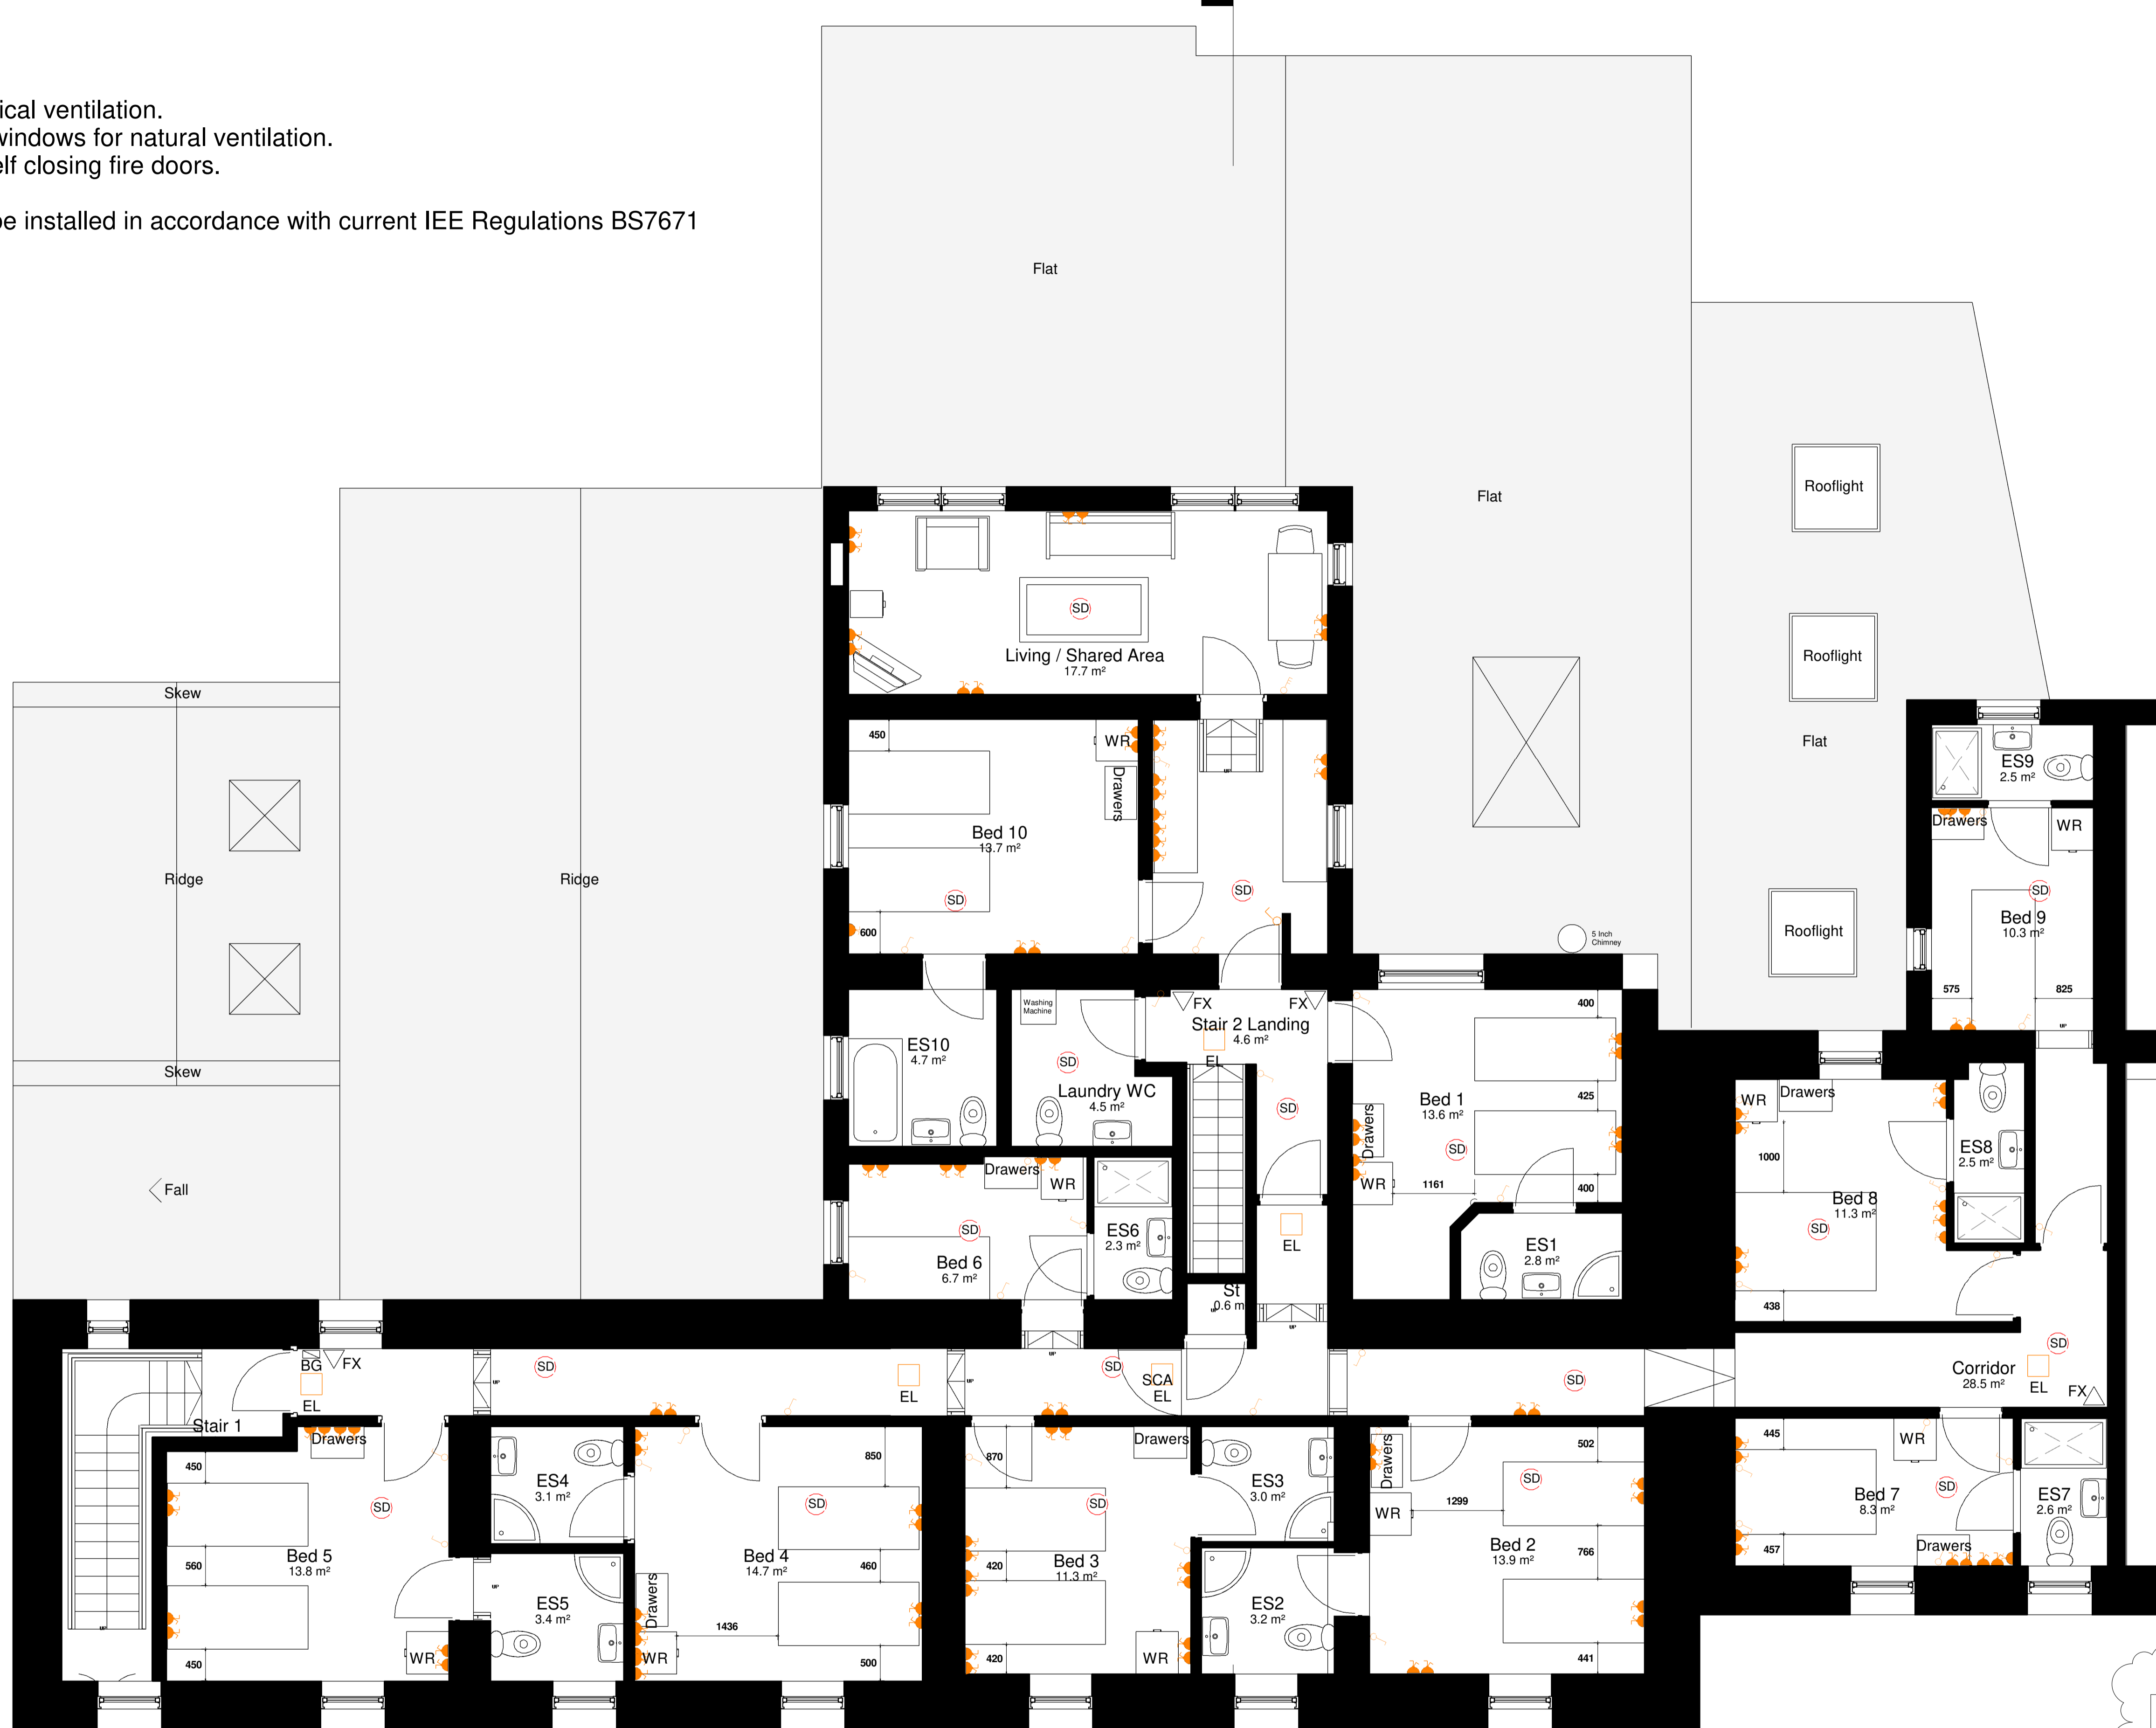 ical ventilation.
windows for natural ventilation.
elf closing fire doors.
be installed in accordance with current IEE Regulations BS7671
Flat
Flat
Rooflight
Rooflight
Flat
Rooflight
5 Inch
Chimney
Skew
Ridge
Skew
Fall
Ridge
SD
Living / Shared Area
17.7 m²
450
WR
Drawers
Bed 10
13.7 m²
SD
600
UP
SD
ES9
2.5 m²
Drawers
WR
SD
Bed 9
10.3 m²
575
825
UP
ES10
4.7 m²
Washing
Machine
SD
Laundry WC
4.5 m²
FX
FX
Stair 2 Landing
4.6 m²
EL
SD
400
425
Bed 1
13.6 m²
Drawers
SD
WR
1161
400
ES1
2.8 m²
WR
Drawers
1000
Bed 8
11.3 m²
SD
438
ES8
2.5 m²
Drawers
WR
SD
Bed 6
6.7 m²
ES6
2.3 m²
EL
St
0.6 m
UP
UP
UP
BG
FX
EL
SD
UP
EL
UP
SD
SCA
EL
SD
Corridor
28.5 m²
SD
EL
FX
Stair 1
UP
Drawers
450
SD
Bed 5
13.8 m²
560
450
WR
ES4
3.1 m²
UP
ES5
3.4 m²
850
SD
Bed 4
14.7 m²
460
Drawers
1436
WR
500
870
Drawers
SD
Bed 3
11.3 m²
420
420
WR
ES3
3.0 m²
ES2
3.2 m²
Drawers
502
SD
WR
1299
Bed 2
13.9 m²
766
441
445
WR
SD
Bed 7
8.3 m²
457
Drawers
ES7
2.6 m²